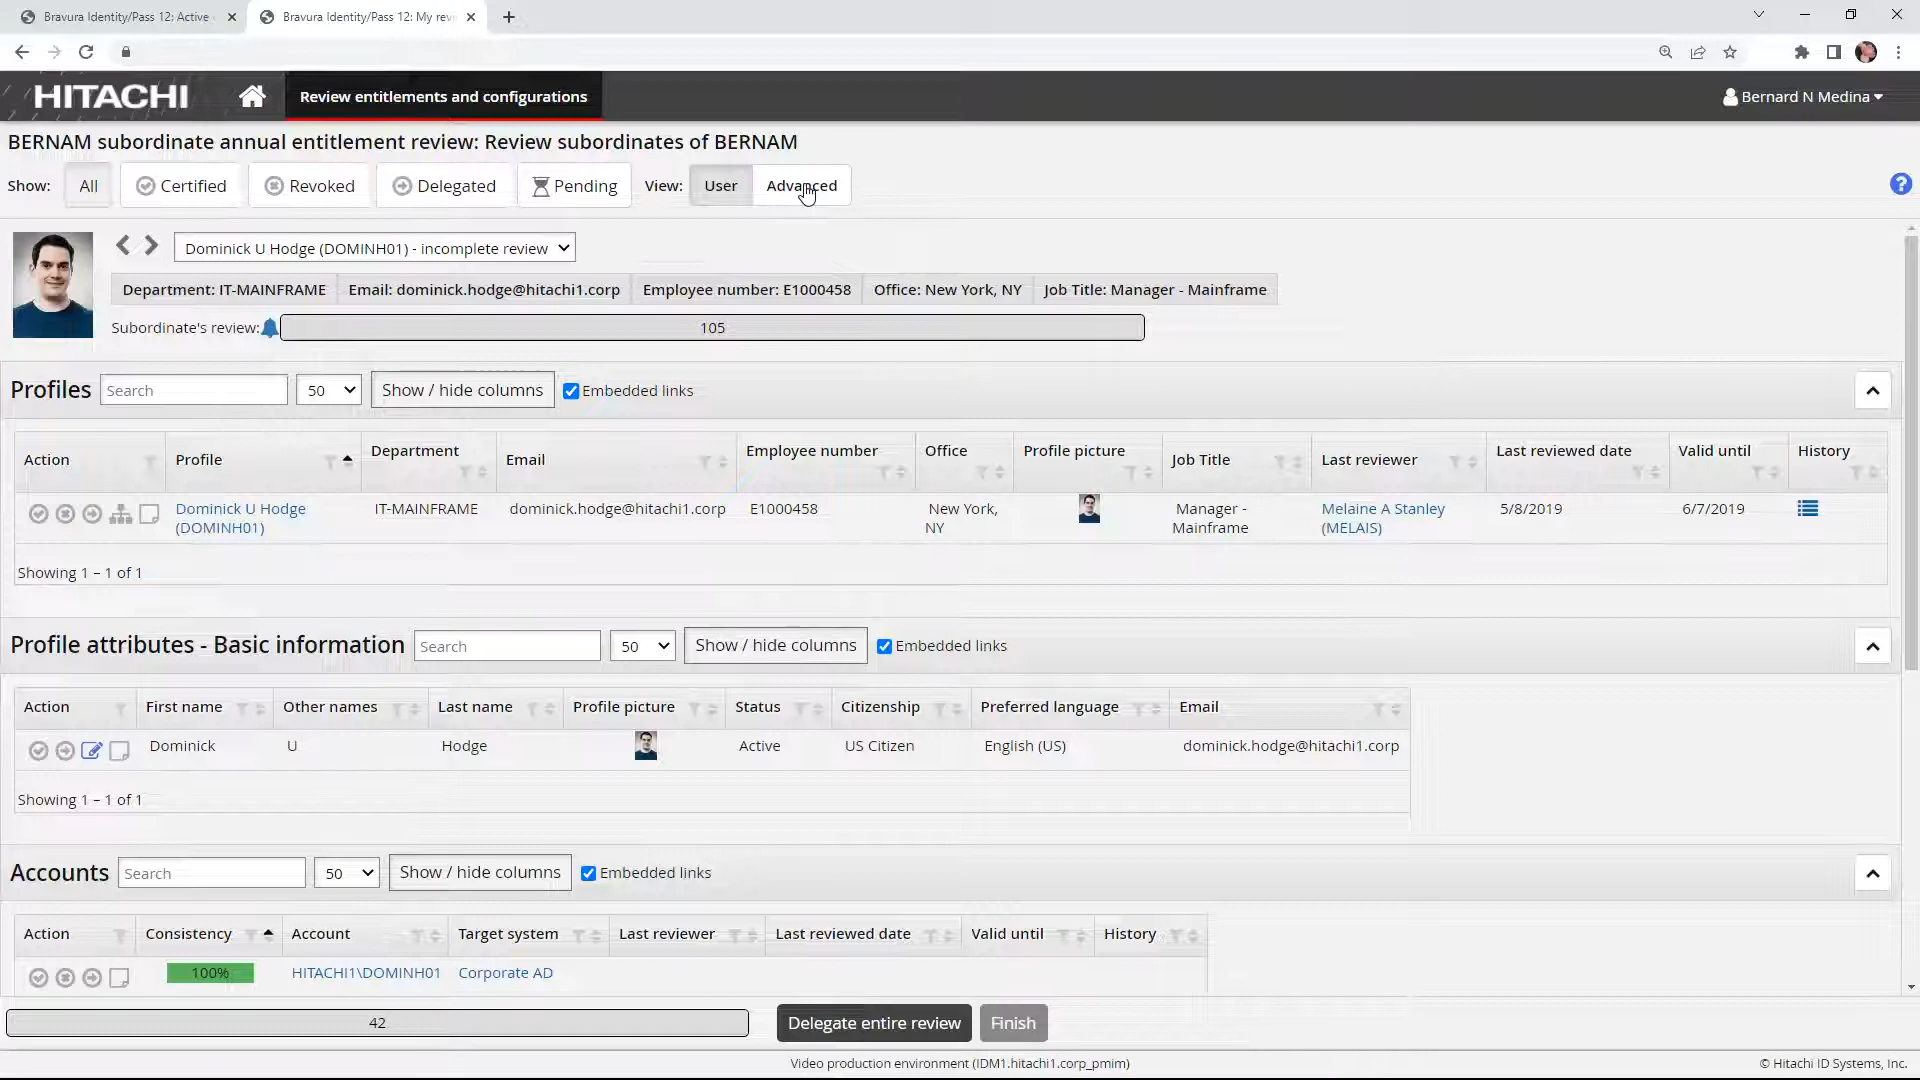 Bravura Identity/Pass 12: Active
Bravura Identity/Pass 12: My rev
HITACHI
Review entitlements and configurations
Bernard N Medina
BERNAM subordinate annual entitlement review: Review subordinates of BERNAM
Show: All Certified Revoked Delegated Pending View: User Advanced
Dominick U Hodge (DOMINH01) - incomplete review
Department: IT-MAINFRAME Email: dominick.hodge@hitachi1.corp Employee number: E1000458 Office: New York, NY Job Title: Manager - Mainframe
Subordinate's review: 105
Profiles Search 50 Show / hide columns Embedded links
Action Profile Department Email Employee number Office Profile picture Job Title Last reviewer Last reviewed date Valid until History
Dominick U Hodge IT-MAINFRAME dominick.hodge@hitachi1.corp E1000458 New York, Manager - Melaine A Stanley 5/8/2019 6/7/2019
(DOMINH01) NY Mainframe (MELAIS)
Showing 1 – 1 of 1
Profile attributes - Basic information Search 50 Show / hide columns Embedded links
Action First name Other names Last name Profile picture Status Citizenship Preferred language Email
Dominick U Hodge Active US Citizen English (US) dominick.hodge@hitachi1.corp
Showing 1 – 1 of 1
Accounts Search 50 Show / hide columns Embedded links
Action Consistency Account Target system Last reviewer Last reviewed date Valid until History
100% HITACHI1\DOMINH01 Corporate AD
42 Delegate entire review Finish
Video production environment (IDM1.hitachi1.corp_pmim) © Hitachi ID Systems, Inc.